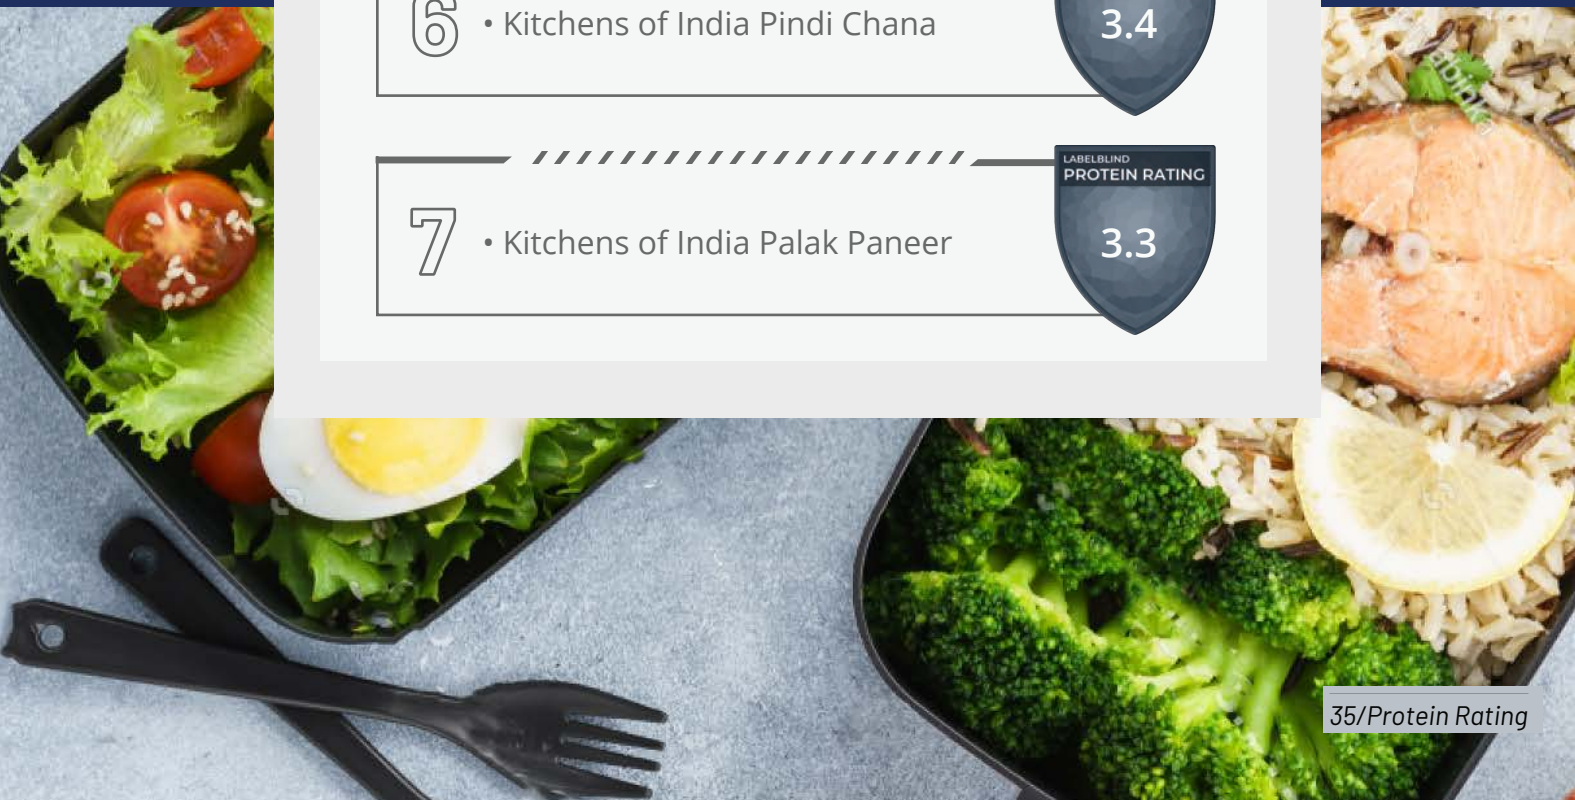 6 • Kitchens of India Pindi Chana 3.4
LABELBLIND
PROTEIN RATING
7 • Kitchens of India Palak Paneer 3.3
35/Protein Rating